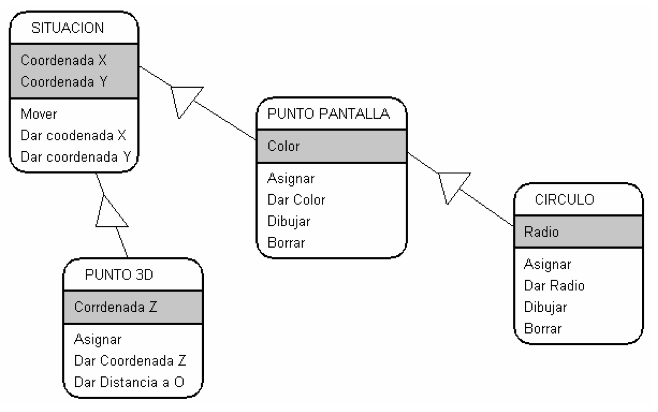 SITUACION
Coordenada X
Coordenada Y
Mover
Dar coodenada X
Dar coordenada Y
PUNTO PANTALLA
Color
Asignar
Dar Color
Dibujar
Borrar
CIRCULO
Radio
Asignar
Dar Radio
Dibujar
Borrar
PUNTO 3D
Corrdenada Z
Asignar
Dar Coordenada Z
Dar Distancia a O